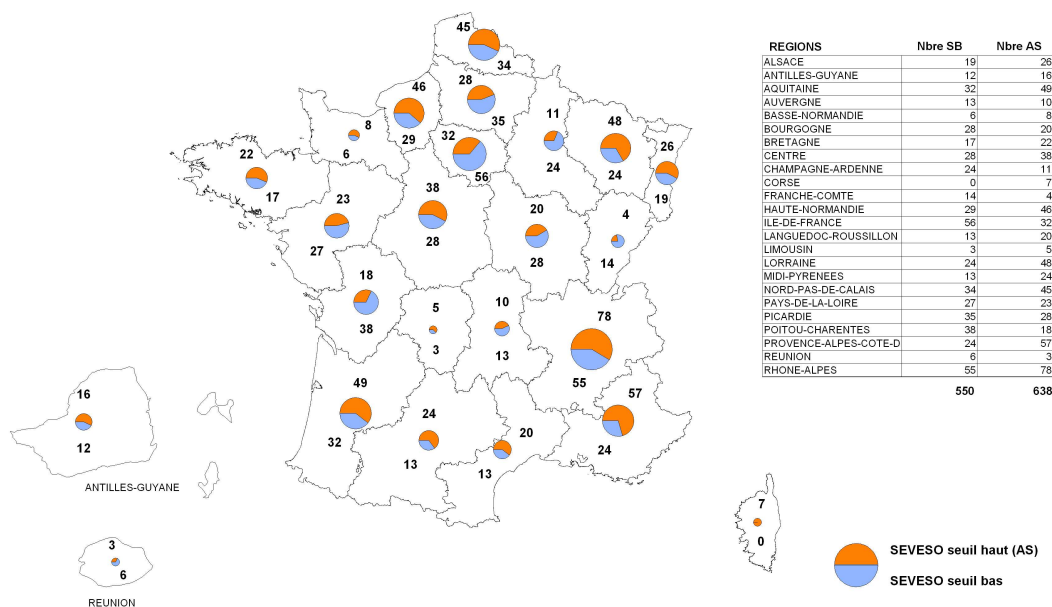 45
34
46
29
28
35
8
6
32
56
11
24
48
24
26
19
22
17
23
27
38
28
20
28
4
14
18
38
5
3
10
13
78
55
49
32
24
13
20
13
57
24
16
12
ANTILLES-GUYANE
3
6
REUNION
7
0
REGIONS Nbre SB Nbre AS
ALSACE 19 26
ANTILLES-GUYANE 12 16
AQUITAINE 32 49
AUVERGNE 13 10
BASSE-NORMANDIE 6 8
BOURGOGNE 28 20
BRETAGNE 17 22
CENTRE 28 38
CHAMPAGNE-ARDENNE 24 11
CORSE 0 7
FRANCHE-COMTE 14 4
HAUTE-NORMANDIE 29 46
ILE-DE-FRANCE 56 32
LANGUEDOC-ROUSSILLON 13 20
LIMOUSIN 3 5
LORRAINE 24 48
MIDI-PYRENEES 13 24
NORD-PAS-DE-CALAIS 34 45
PAYS-DE-LA-LOIRE 27 23
PICARDIE 35 28
POITOU-CHARENTES 38 18
PROVENCE-ALPES-COTE-D 24 57
REUNION 6 3
RHONE-ALPES 55 78
550 638
SEVESO seuil haut (AS)
SEVESO seuil bas